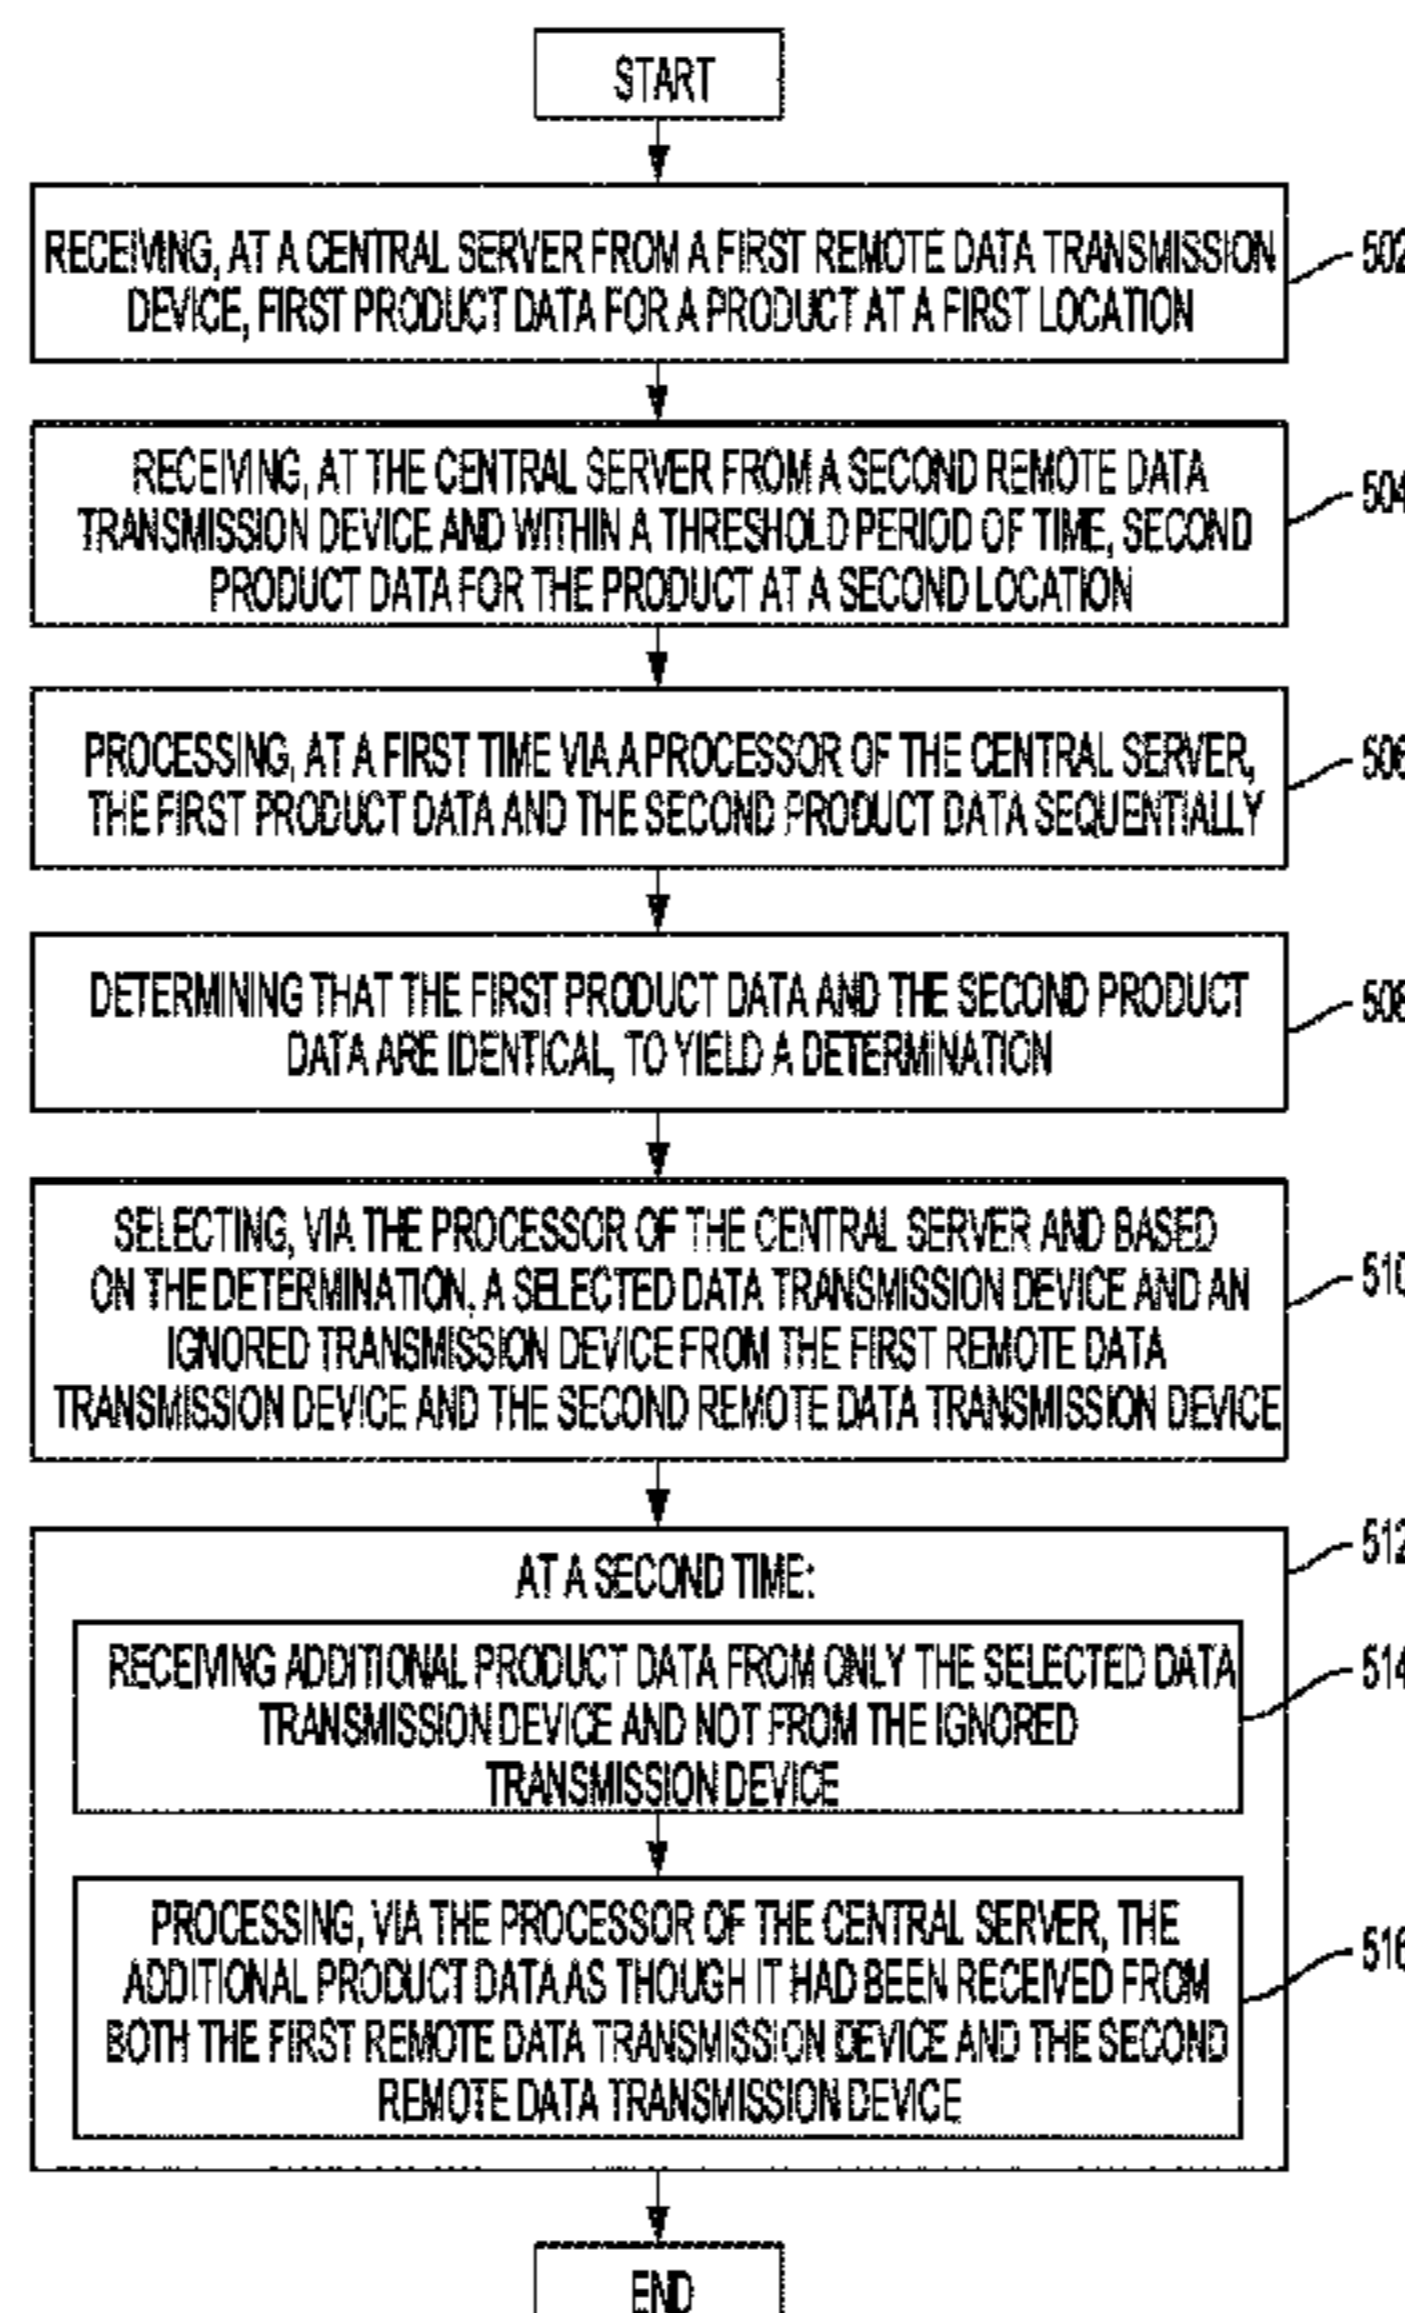 START
RECEIVING, AT A CENTRAL SERVER FROM A FIRST REMOTE DATA TRANSMISSION
DEVICE, FIRST PRODUCT DATA FOR A PRODUCT AT A FIRST LOCATION
502
RECEIVING, AT THE CENTRAL SERVER FROM A SECOND REMOTE DATA
TRANSMISSION DEVICE AND WITHIN A THRESHOLD PERIOD OF TIME, SECOND
PRODUCT DATA FOR THE PRODUCT AT A SECOND LOCATION
504
PROCESSING, AT A FIRST TIME VIA A PROCESSOR OF THE CENTRAL SERVER,
THE FIRST PRODUCT DATA AND THE SECOND PRODUCT DATA SEQUENTIALLY
506
DETERMINING THAT THE FIRST PRODUCT DATA AND THE SECOND PRODUCT
DATA ARE IDENTICAL, TO YIELD A DETERMINATION
508
SELECTING, VIA THE PROCESSOR OF THE CENTRAL SERVER AND BASED
ON THE DETERMINATION, A SELECTED DATA TRANSMISSION DEVICE AND AN
IGNORED TRANSMISSION DEVICE FROM THE FIRST REMOTE DATA
TRANSMISSION DEVICE AND THE SECOND REMOTE DATA TRANSMISSION DEVICE
510
AT A SECOND TIME:
512
RECEIVING ADDITIONAL PRODUCT DATA FROM ONLY THE SELECTED DATA
TRANSMISSION DEVICE AND NOT FROM THE IGNORED
TRANSMISSION DEVICE
514
PROCESSING, VIA THE PROCESSOR OF THE CENTRAL SERVER, THE
ADDITIONAL PRODUCT DATA AS THOUGH IT HAD BEEN RECEIVED FROM
BOTH THE FIRST REMOTE DATA TRANSMISSION DEVICE AND THE SECOND
REMOTE DATA TRANSMISSION DEVICE
516
END